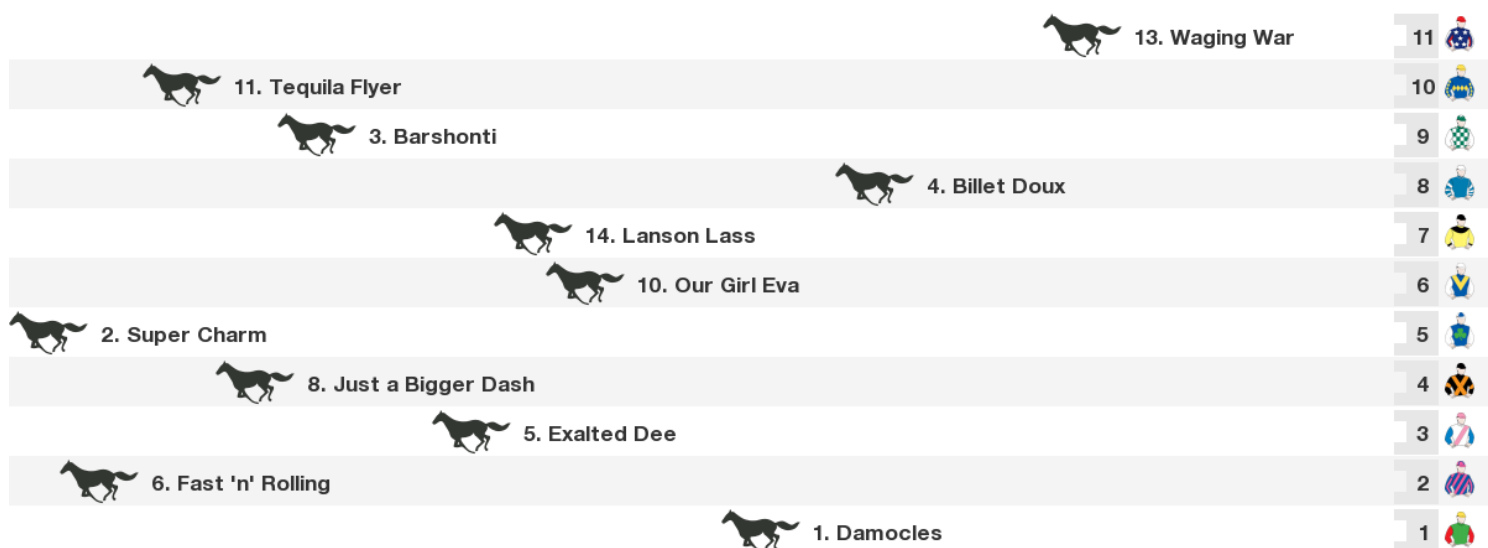 13. Waging War 11
11. Tequila Flyer 10
3. Barshonti 9
4. Billet Doux 8
14. Lanson Lass 7
10. Our Girl Eva 6
2. Super Charm 5
8. Just a Bigger Dash 4
5. Exalted Dee 3
6. Fast 'n' Rolling 2
1. Damocles 1